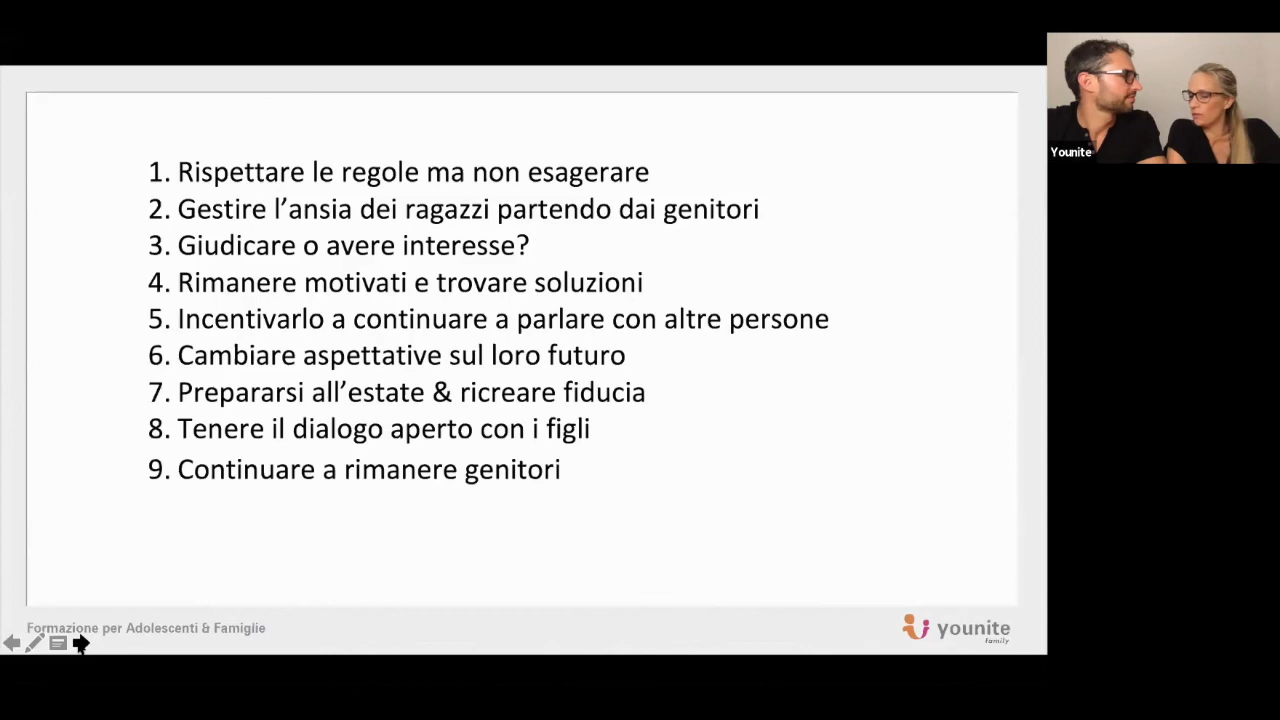 1. Rispettare le regole ma non esagerare
2. Gestire l’ansia dei ragazzi partendo dai genitori
3. Giudicare o avere interesse?
4. Rimanere motivati e trovare soluzioni
5. Incentivarlo a continuare a parlare con altre persone
6. Cambiare aspettative sul loro futuro
7. Prepararsi all’estate & ricreare fiducia
8. Tenere il dialogo aperto con i figli
9. Continuare a rimanere genitori
Formazione per Adolescenti & Famiglie
younite
family
Younite